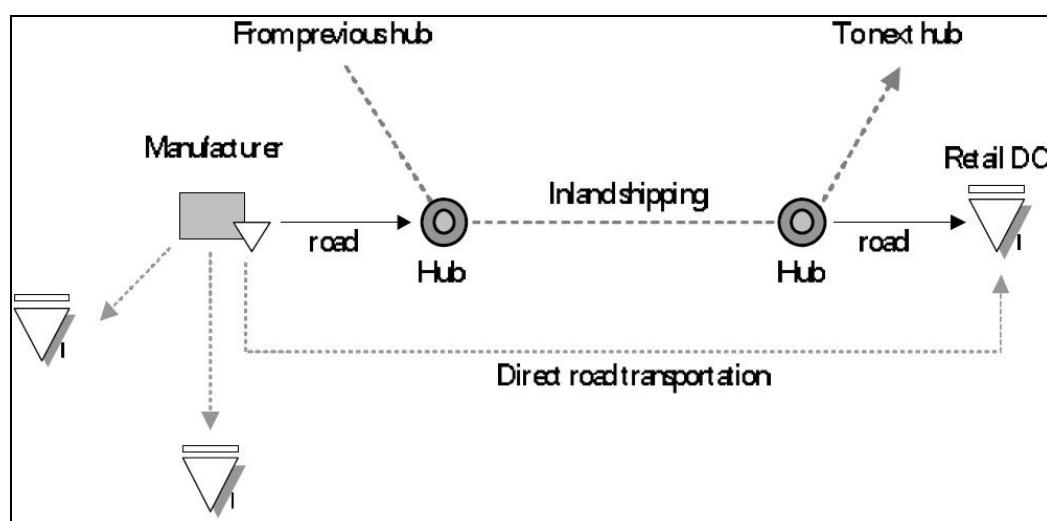 From previous hub
To next hub
Manufacturer
Retail DC
Inland shipping
road
road
Hub
Hub
I
I
Direct road transportation
I